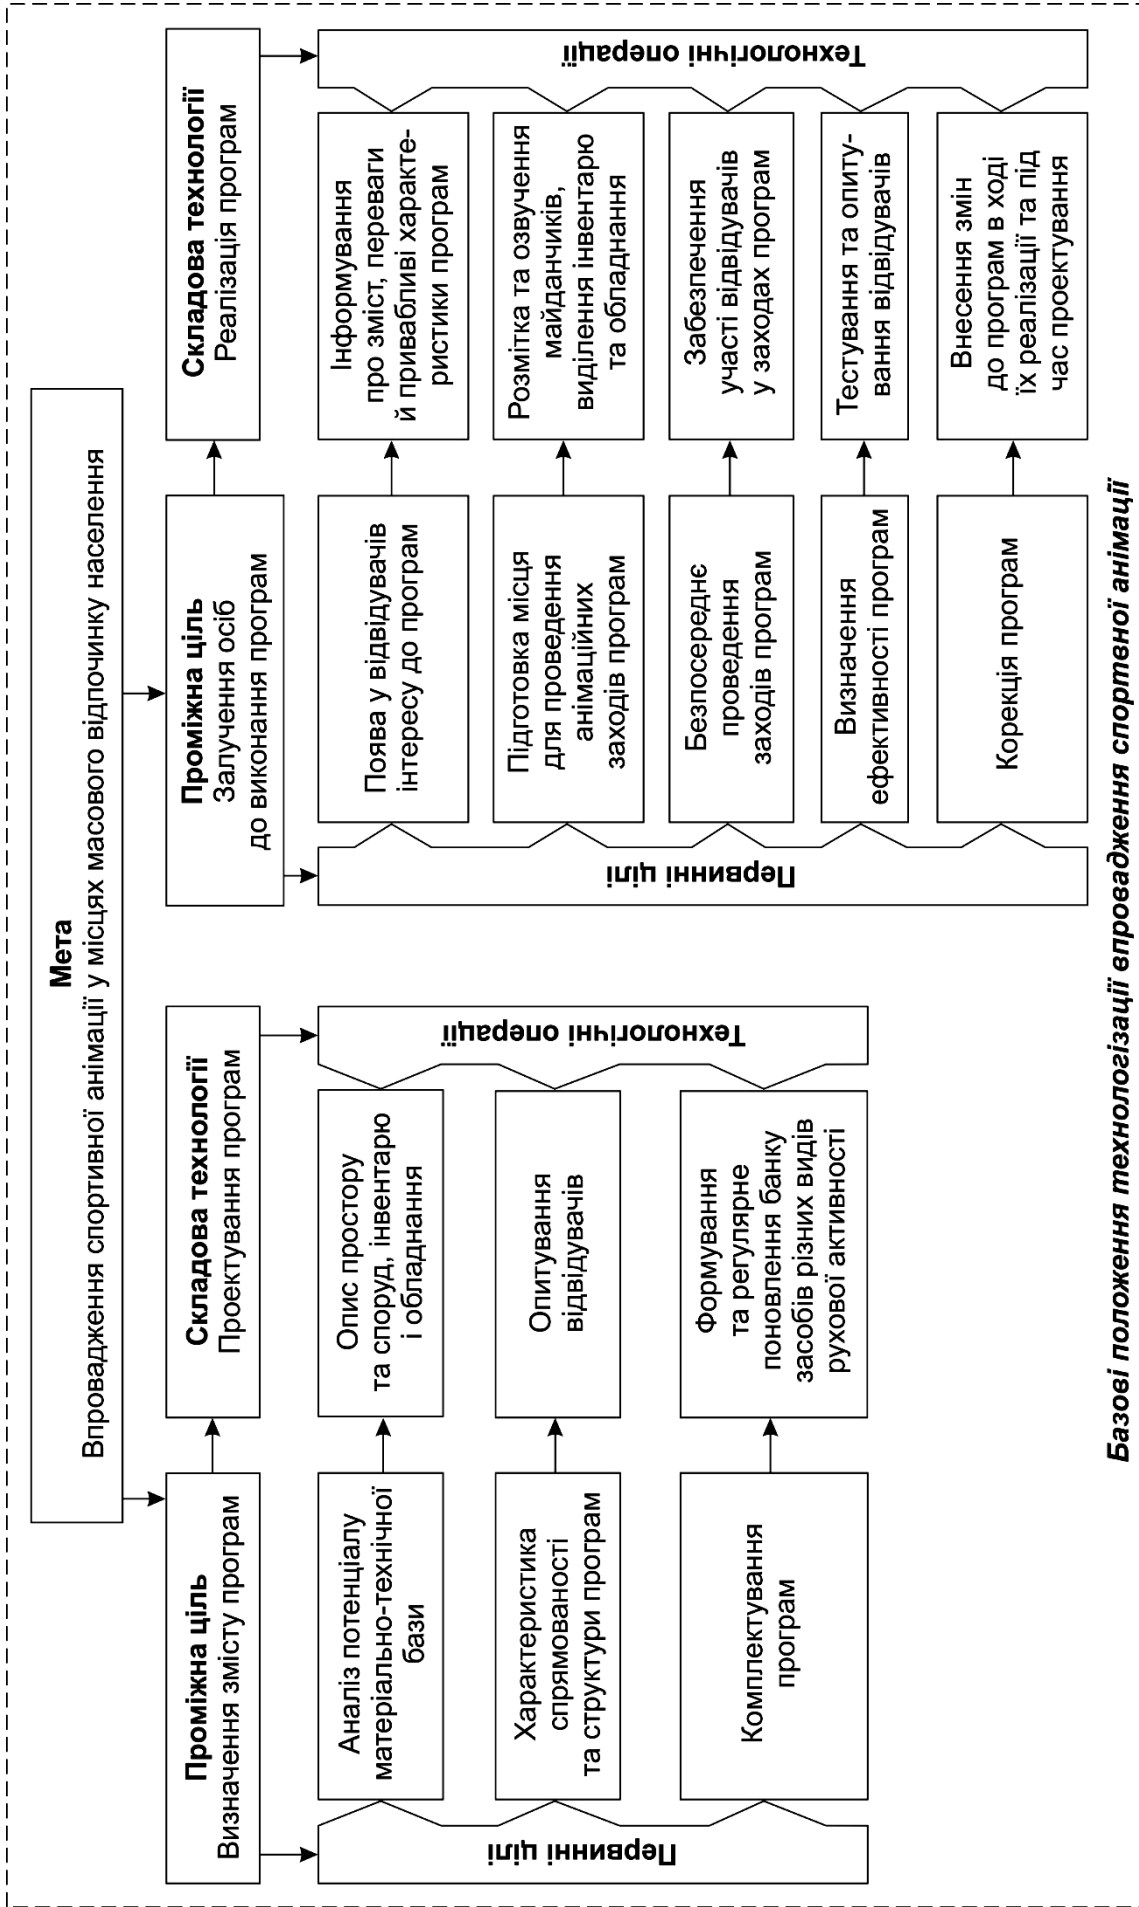 Мета
Впровадження спортивної анімації у місцях масового відпочинку населення
Проміжна ціль
Визначення змісту програм
Складова технології
Проектування програм
Первинні цілі
Аналіз потенціалу
матеріально-технічної
бази
Опис простору
та споруд, інвентарю
і обладнання
Характеристика
спрямованості
та структури програм
Опитування
відвідувачів
Комплектування
програм
Формування
та регулярне
поновлення банку
засобів різних видів
рухової активності
Технологічні операції
Проміжна ціль
Залучення осіб
до виконання програм
Складова технології
Реалізація програм
Первинні цілі
Поява у відвідувачів
інтересу до програм
Інформування
про зміст, переваги
й привабливі характе-
ристики програм
Підготовка місця
для проведення
анімаційних
заходів програм
Розмітка та озвучення
майданчиків,
виділення інвентарю
та обладнання
Безпосереднє
проведення
заходів програм
Забезпечення
участі відвідувачів
у заходах програм
Визначення
ефективності програм
Тестування та опиту-
вання відвідувачів
Корекція програм
Внесення змін
до програм в ході
їх реалізації та під
час проектування
Технологічні операції
Базові положення технологізації впровадження спортеної анімації